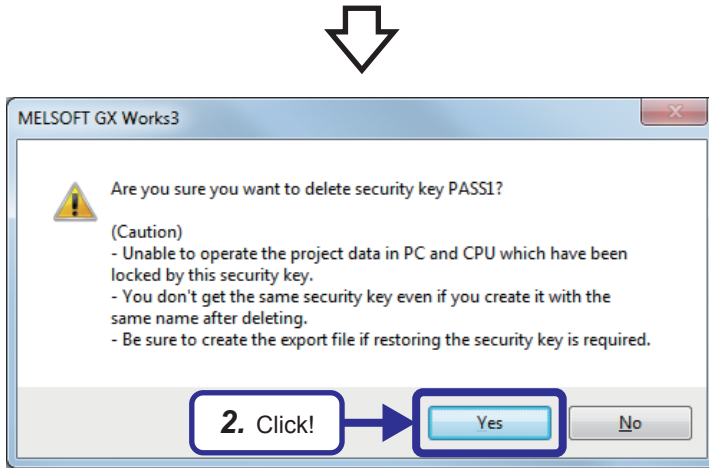 MELSOFT GX Works3
Are you sure you want to delete security key PASS1?
(Caution)
- Unable to operate the project data in PC and CPU which have been
locked by this security key.
- You don't get the same security key even if you create it with the
same name after deleting.
- Be sure to create the export file if restoring the security key is required.
2. Click!
Yes
No